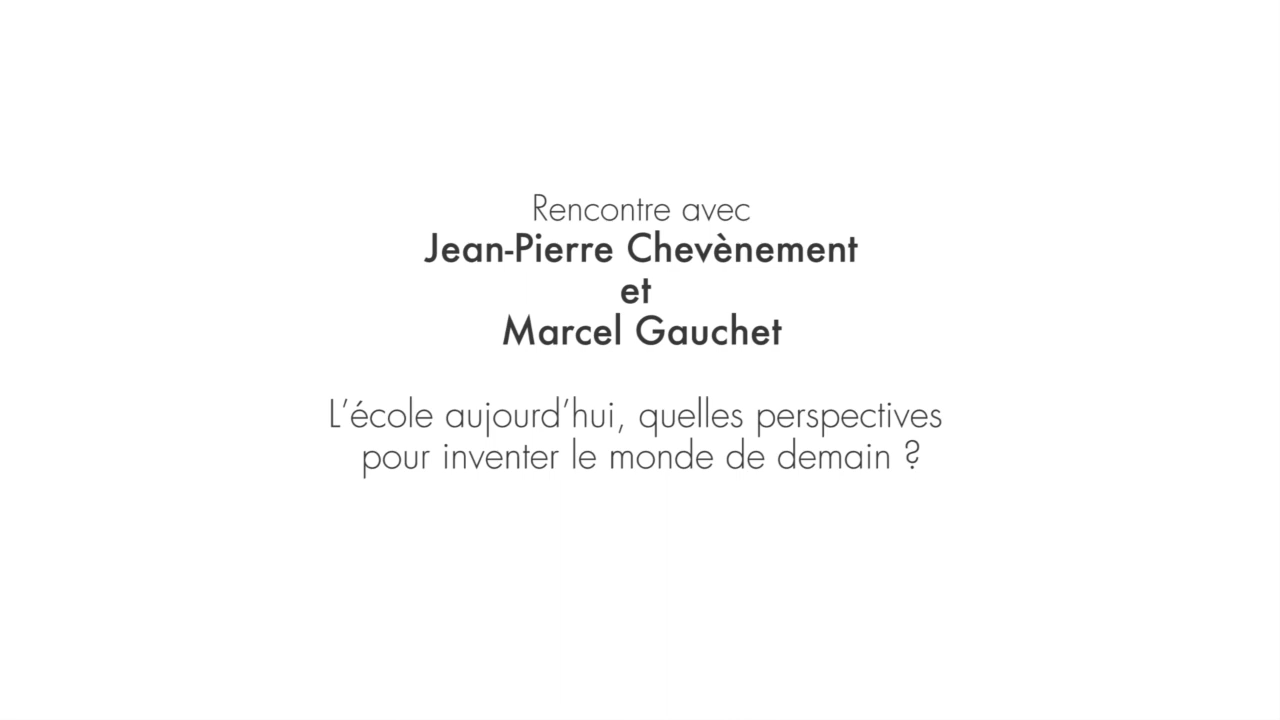 Rencontre avec
Jean-Pierre Chevènement
et
Marcel Gauchet
L’école aujourd’hui, quelles perspectives
pour inventer le monde de demain ?